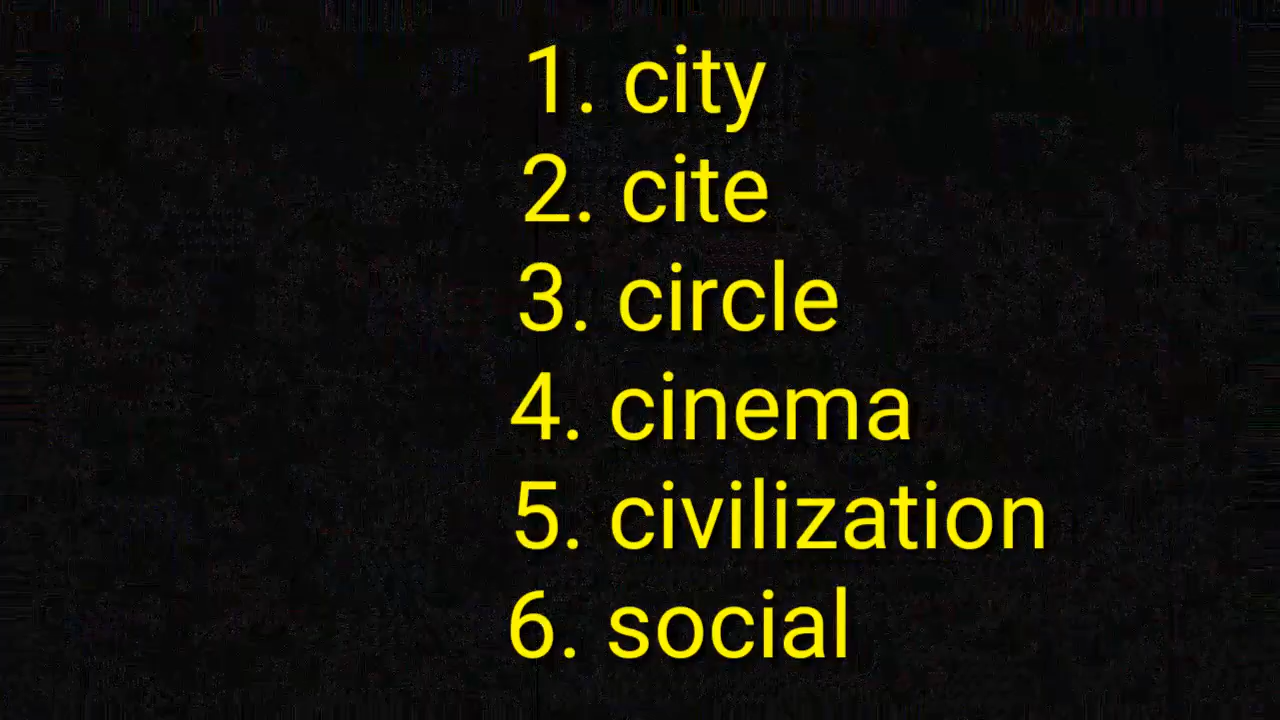 1. city
2. cite
3. circle
4. cinema
5. civilization
6. social